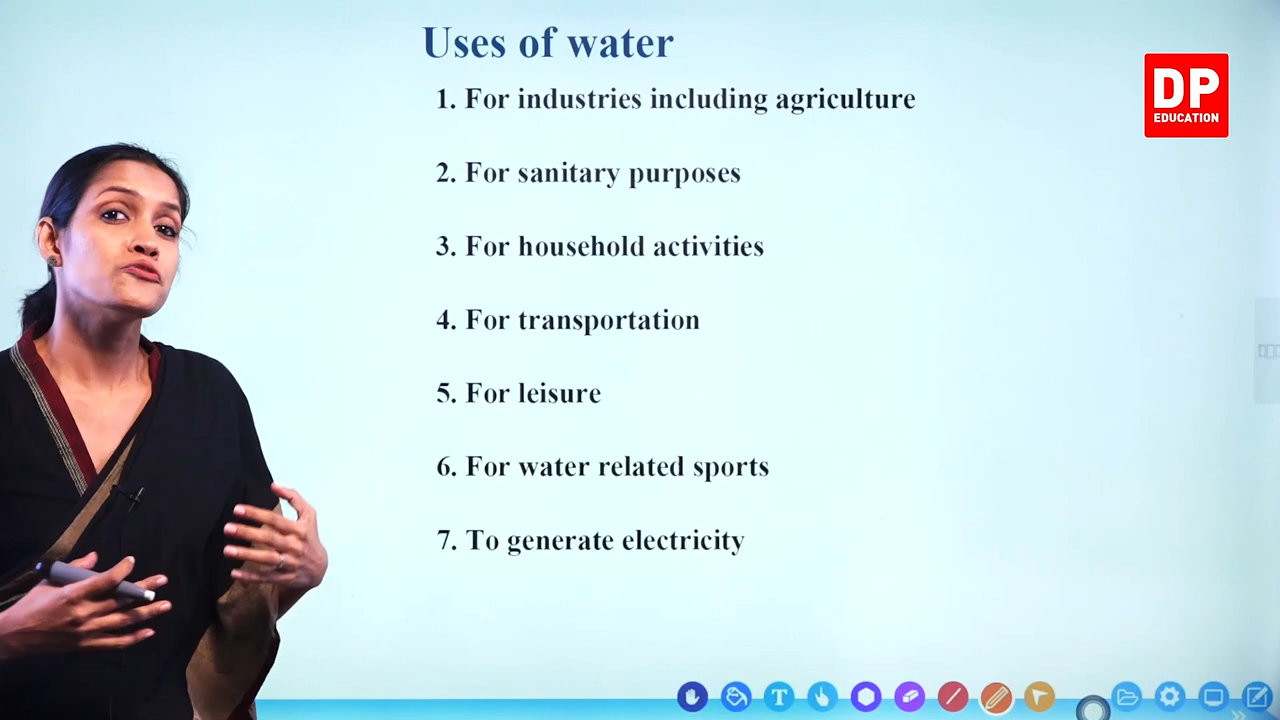 Uses of water
1. For industries including agriculture
2. For sanitary purposes
3. For household activities
4. For transportation
5. For leisure
6. For water related sports
7. To generate electricity
DP
EDUCATION
T